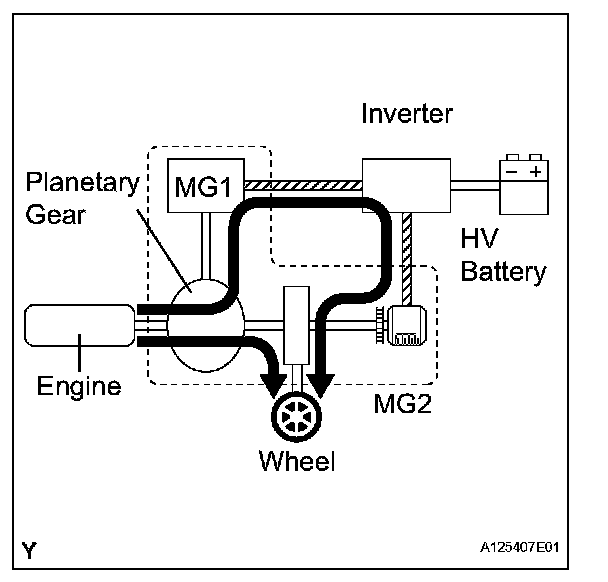 Inverter
Planetary
Gear
MG1
− +
HV
Battery
Engine
MG2
Wheel
Y
A125407E01